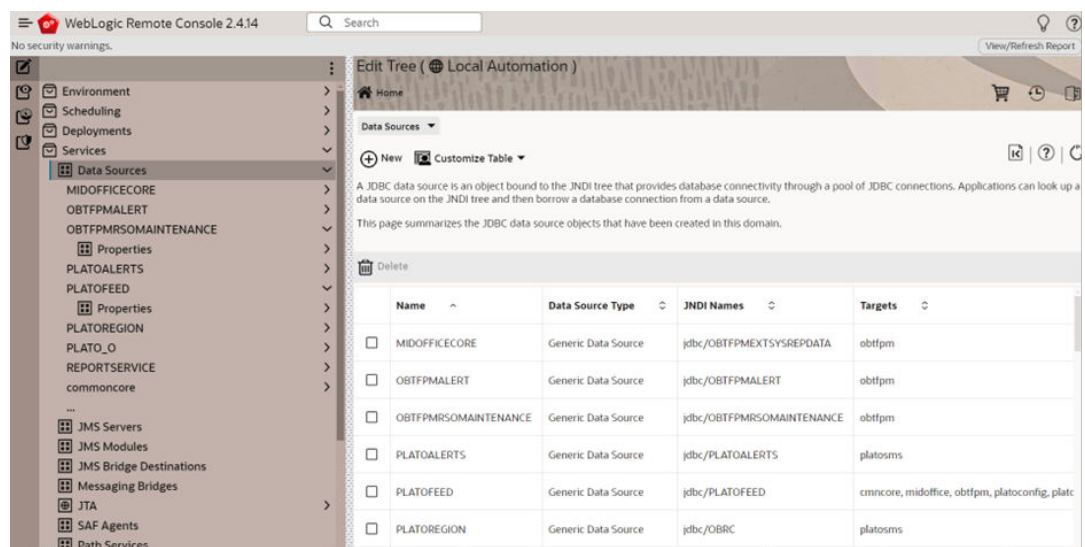 WebLogic Remote Console 2.4.14
Search
No security warnings.
View/Refresh Report
Edit Tree ( Local Automation )
Home
Environment
Scheduling
Deployments
Services
Data Sources
MIDOFFICECORE
OBTFPMALERT
OBTFPMRSOMAINTENANCE
Properties
PLATOALERTS
PLATOFEED
Properties
PLATOREGION
PLATO_O
REPORTSERVICE
commoncore
...
JMS Servers
JMS Modules
JMS Bridge Destinations
Messaging Bridges
JTA
SAF Agents
Path Services
Data Sources
New Customize Table
A JDBC data source is an object bound to the JNDI tree that provides database connectivity through a pool of JDBC connections. Applications can look up a
data source on the JNDI tree and then borrow a database connection from a data source.
This page summarizes the JDBC data source objects that have been created in this domain.
Delete
Name Data Source Type JNDI Names Targets
MIDOFFICECORE Generic Data Source jdbc/OBTFPMEXTSYSREPDATA obtfpm
OBTFPMALERT Generic Data Source jdbc/OBTFPMALERT obtfpm
OBTFPMRSOMAINTENANCE Generic Data Source jdbc/OBTFPMRSOMAINTENANCE obtfpm
PLATOALERTS Generic Data Source jdbc/PLATOALERTS platosms
PLATOFEED Generic Data Source jdbc/PLATOFEED cmncore, midoffice, obtfpm, platoconfig, platc
PLATOREGION Generic Data Source jdbc/OBRC platosms